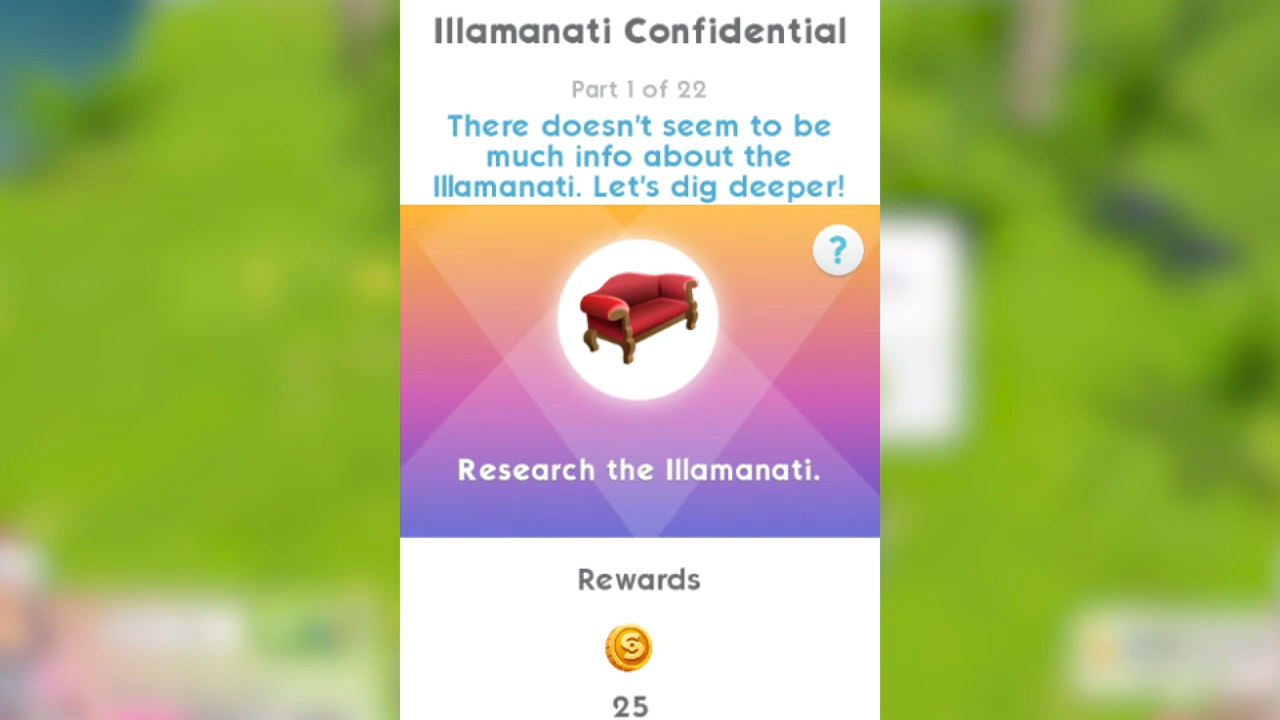 Illamanati Confidential
Part 1 of 22
There doesn't seem to be
much info about the
Illamanati. Let's dig deeper!
?
Research the Illamanati.
Rewards
S
25